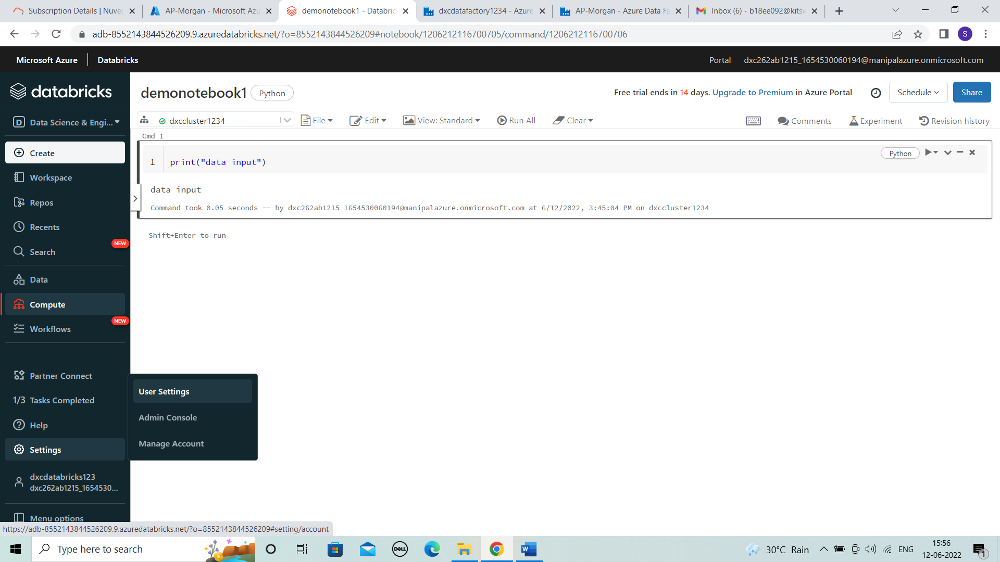 Subscription Details | Nuvep
AP-Morgan - Microsoft Azu
demonotebook1 - Databric
dxcdatafactory1234 - Azure
AP-Morgan - Azure Data Fa
Inbox (6) - b18ee092@kitsw
adb-8552143844526209.9.azuredatabricks.net/?o=8552143844526209#notebook/1206212116700705/command/1206212116700706
S
Microsoft Azure
Databricks
Portal
dxc262ab1215_1654530060194@manipalazure.onmicrosoft.com
databricks
demonotebook1
Python
Free trial ends in 14 days. Upgrade to Premium in Azure Portal
Schedule
Share
D
Data Science & Engi...
dxccluster1234
File
Edit
View: Standard
Run All
Clear
Comments
Experiment
Revision history
Cmd 1
Create
Python
1
print("data input")
Workspace
data input
Repos
Command took 0.05 seconds -- by dxc262ab1215_1654530060194@manipalazure.onmicrosoft.com at 6/12/2022, 3:45:04 PM on dxccluster1234
Recents
Shift+Enter to run
NEW
Search
Data
Compute
NEW
Workflows
Partner Connect
User Settings
1/3 Tasks Completed
Admin Console
Help
Manage Account
Settings
dxcdatabricks123
dxc262ab1215_1654530...
Menu options
https://adb-8552143844526209.9.azuredatabricks.net/?o=8552143844526209#setting/account
Type here to search
DELL
W
30°C Rain
ENG
15:56
12-06-2022
1